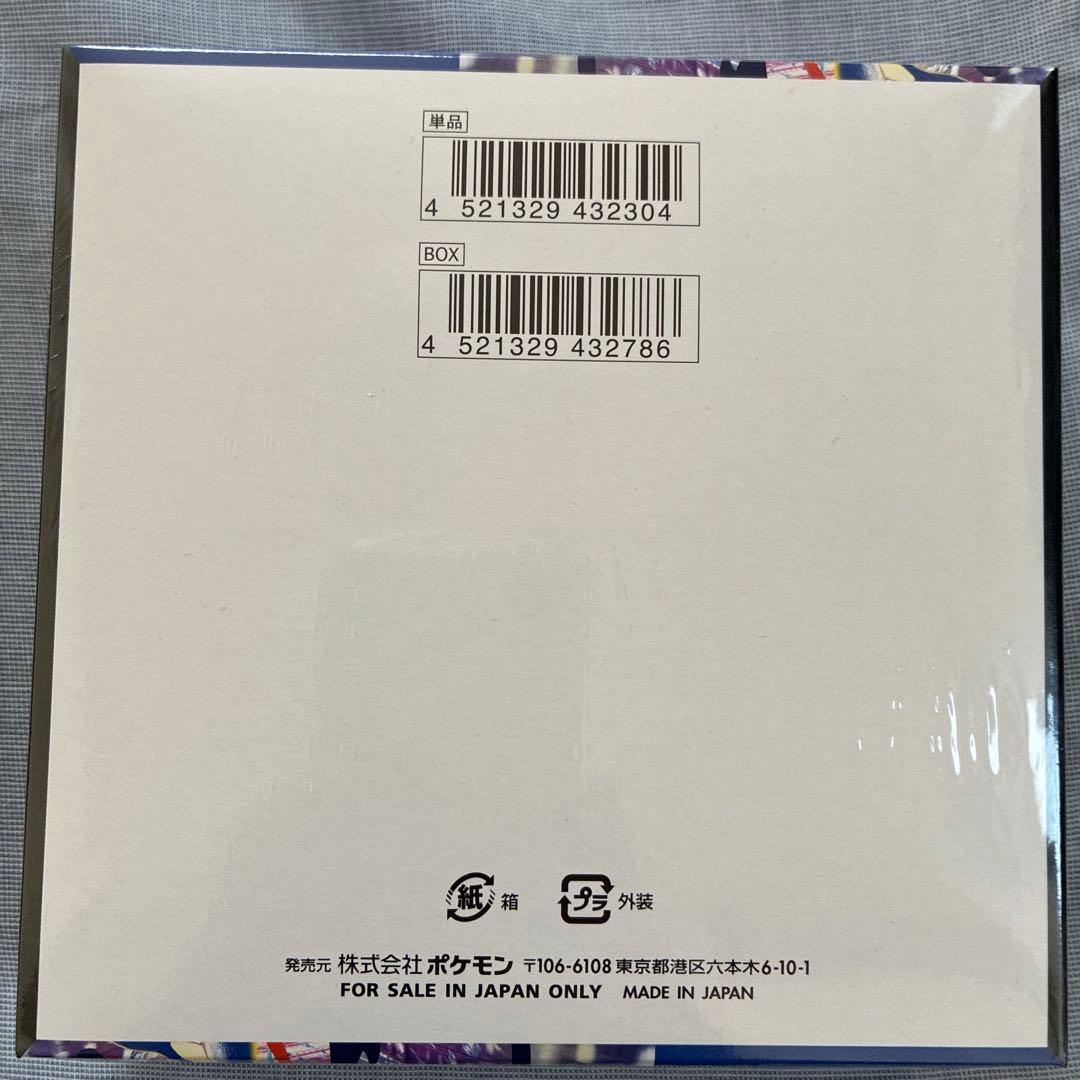 単品
4 521329 432304
BOX
4 521329 432786
紙 箱 プラ 外装
発売元 株式会社 ポケモン 〒106-6108 東京都港区六本木6-10-1
FOR SALE IN JAPAN ONLY MADE IN JAPAN